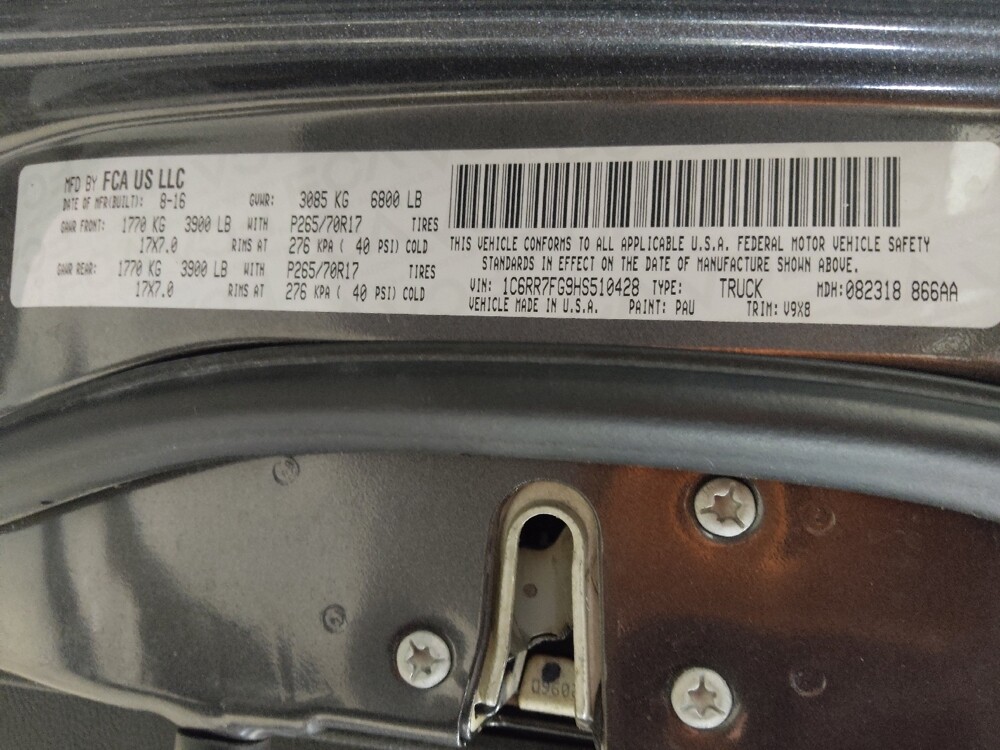 MFD BY FCA US LLC
DATE OF MFR(BUILT): 8-16 GVWR: 3085 KG 6800 LB
GAWR FRONT: 1770 KG 3900 LB WITH P265/70R17 TIRES
17X7.0 RIMS AT 276 KPA ( 40 PSI) COLD
GAWR REAR: 1770 KG 3900 LB WITH P265/70R17 TIRES
17X7.0 RIMS AT 276 KPA ( 40 PSI) COLD
THIS VEHICLE CONFORMS TO ALL APPLICABLE U.S.A. FEDERAL MOTOR VEHICLE SAFETY
STANDARDS IN EFFECT ON THE DATE OF MANUFACTURE SHOWN ABOVE.
VIN: 1C6RR7FG9HS510428 TYPE: TRUCK MDH:082318 866AA
VEHICLE MADE IN U.S.A. PAINT: PAU TRIM: V9X8